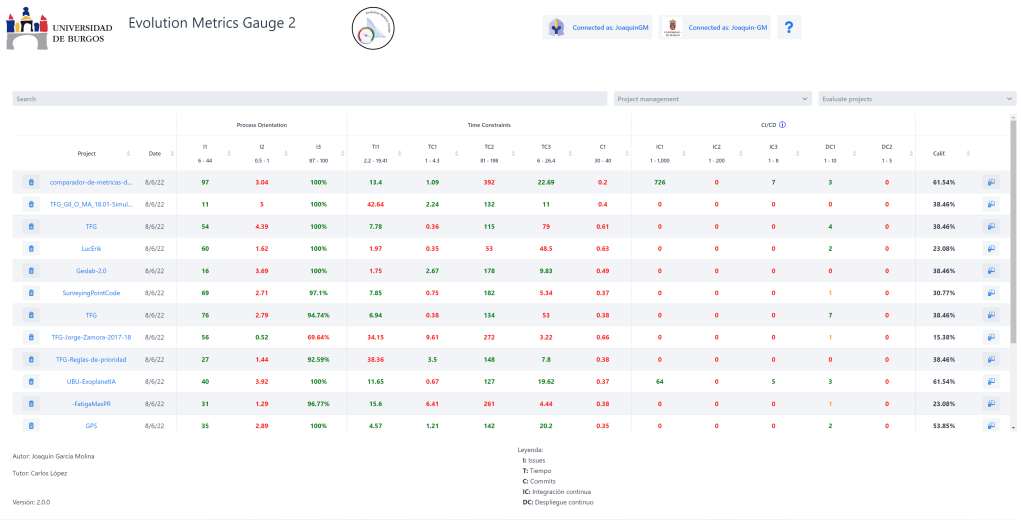 UNIVERSIDAD
DE BURGOS
Evolution Metrics Gauge 2
Connected as: JoaquinGM
Connected as: Joaquin-GM
?
Search
Project management
Evaluate projects
Process Orientation Time Constraints CI/CD
Project Date I1 I2 I3 TI1 TC1 C1 TC2 TC3 IC1 IC2 IC3 DC1 DC2 Calif.
6 - 44 0.5 - 1 87 - 100 2.2 - 19.41 1 - 4.3 81 - 198 6 - 26.4 30 - 40 1 - 1,000 1 - 200 1 - 8 1 - 10 1 - 5
comparador-de-metricas-d... 8/6/22 97 3.04 100% 13.4 1.09 392 22.69 0.2 726 0 7 3 0 61.54%
TFG_GII_O_MA_18.01-Simul... 8/6/22 11 5 100% 42.64 2.24 132 11 0.4 0 0 0 0 0 38.46%
TFG 8/6/22 54 4.39 100% 7.78 0.36 115 79 0.61 0 0 0 4 0 38.46%
LucErik 8/6/22 60 1.62 100% 1.97 0.35 53 48.5 0.63 0 0 0 2 0 23.08%
Geslab-2.0 8/6/22 16 3.69 100% 1.75 2.67 178 9.83 0.49 0 0 0 0 0 38.46%
SurveyingPointCode 8/6/22 69 2.71 97.1% 7.85 0.75 182 5.34 0.37 0 0 0 1 0 30.77%
TFG 8/6/22 76 2.79 94.74% 6.94 0.38 134 53 0.38 0 0 0 7 0 38.46%
TFG-Jorge-Zamora-2017-18 8/6/22 56 0.52 69.64% 34.15 9.61 272 3.22 0.66 0 0 0 1 0 15.38%
TFG-Reglas-de-prioridad 8/6/22 27 1.44 92.59% 38.36 3.5 148 7.8 0.38 0 0 0 0 0 38.46%
UBU-ExoplanetIA 8/6/22 40 3.92 100% 11.65 0.67 127 19.62 0.37 64 0 5 3 0 61.54%
-FatigaMasPR 8/6/22 31 1.29 96.77% 15.6 6.41 261 4.44 0.38 0 0 0 1 0 23.08%
GPS 8/6/22 35 2.89 100% 4.57 1.21 142 20.2 0.35 0 0 0 2 0 53.85%
Autor: Joaquín García Molina
Tutor: Carlos López
Versión: 2.0.0
Leyenda:
I: Issues
T: Tiempo
C: Commits
IC: Integración continua
DC: Despliegue continuo